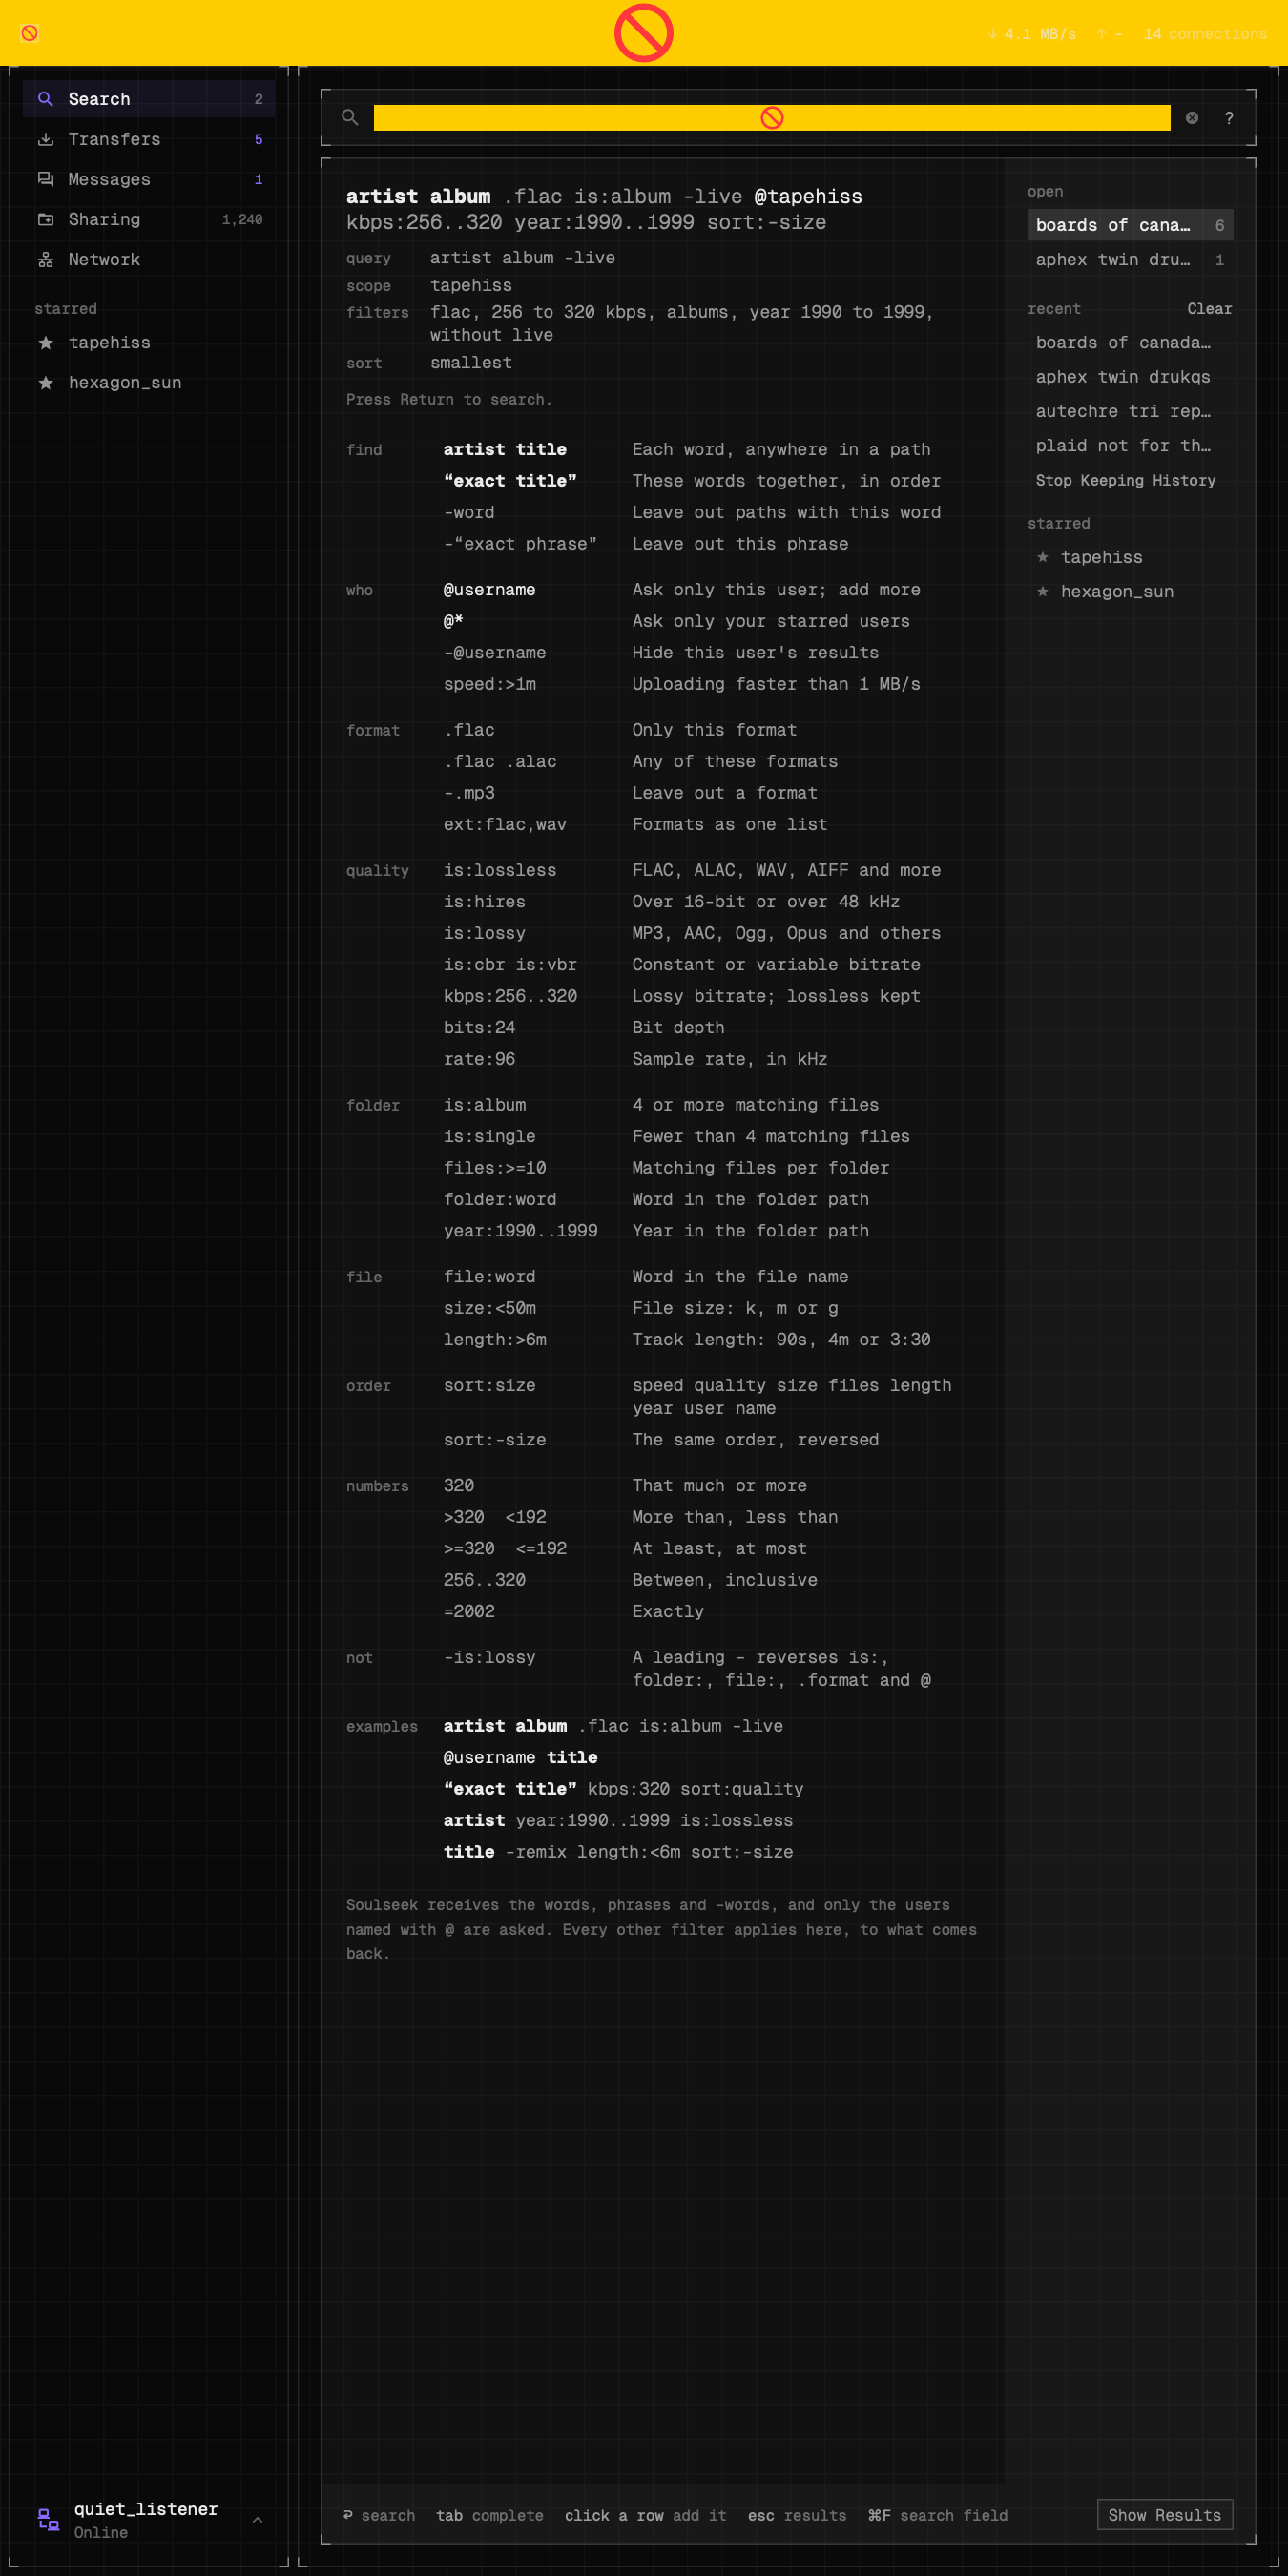 ↓ 4.1 MB/s ↑ - 14 connections
Search 2
Transfers 5
Messages 1
Sharing 1,240
Network
starred
tapehiss
hexagon_sun
quiet_listener
Online
?
artist album .flac is:album -live @tapehiss
kbps:256..320 year:1990..1999 sort:-size
query artist album -live
scope tapehiss
filters flac, 256 to 320 kbps, albums, year 1990 to 1999,
without live
sort smallest
Press Return to search.
find artist title Each word, anywhere in a path
“exact title” These words together, in order
-word Leave out paths with this word
-“exact phrase” Leave out this phrase
who @username Ask only this user; add more
@* Ask only your starred users
-@username Hide this user's results
speed:>1m Uploading faster than 1 MB/s
format .flac Only this format
.flac .alac Any of these formats
-.mp3 Leave out a format
ext:flac,wav Formats as one list
quality is:lossless FLAC, ALAC, WAV, AIFF and more
is:hires Over 16-bit or over 48 kHz
is:lossy MP3, AAC, Ogg, Opus and others
is:cbr is:vbr Constant or variable bitrate
kbps:256..320 Lossy bitrate; lossless kept
bits:24 Bit depth
rate:96 Sample rate, in kHz
folder is:album 4 or more matching files
is:single Fewer than 4 matching files
files:>=10 Matching files per folder
folder:word Word in the folder path
year:1990..1999 Year in the folder path
file file:word Word in the file name
size:<50m File size: k, m or g
length:>6m Track length: 90s, 4m or 3:30
order sort:size speed quality size files length
year user name
sort:-size The same order, reversed
numbers 320 That much or more
>320 <192 More than, less than
>=320 <=192 At least, at most
256..320 Between, inclusive
=2002 Exactly
not -is:lossy A leading - reverses is:,
folder:, file:, .format and @
examples artist album .flac is:album -live
@username title
“exact title” kbps:320 sort:quality
artist year:1990..1999 is:lossless
title -remix length:<6m sort:-size
Soulseek receives the words, phrases and -words, and only the users
named with @ are asked. Every other filter applies here, to what comes
back.
open
boards of cana… 6
aphex twin dru… 1
recent Clear
boards of canada…
aphex twin drukqs
autechre tri rep…
plaid not for th…
Stop Keeping History
starred
tapehiss
hexagon_sun
search tab complete click a row add it esc results ⌘F search field Show Results